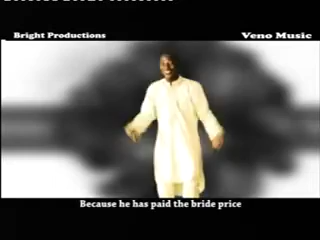 Bright Productions
Veno Music
Because he has paid the bride price